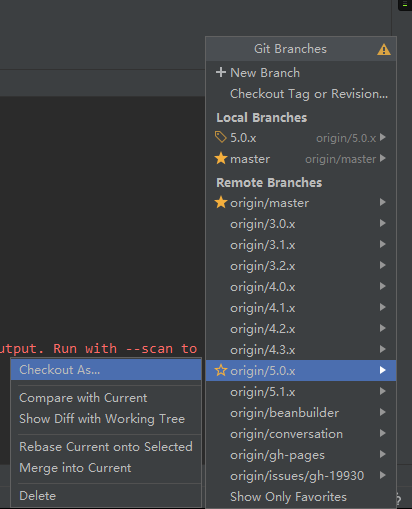 Git Branches
New Branch
Checkout Tag or Revision...
Local Branches
5.0.x origin/5.0.x
master origin/master
Remote Branches
origin/master
origin/3.0.x
origin/3.1.x
origin/3.2.x
origin/4.0.x
origin/4.1.x
origin/4.2.x
origin/4.3.x
origin/5.0.x
origin/5.1.x
origin/beanbuilder
origin/conversation
origin/gh-pages
origin/issues/gh-19930
Show Only Favorites
utput. Run with --scan to
Checkout As...
Compare with Current
Show Diff with Working Tree
Rebase Current onto Selected
Merge into Current
Delete